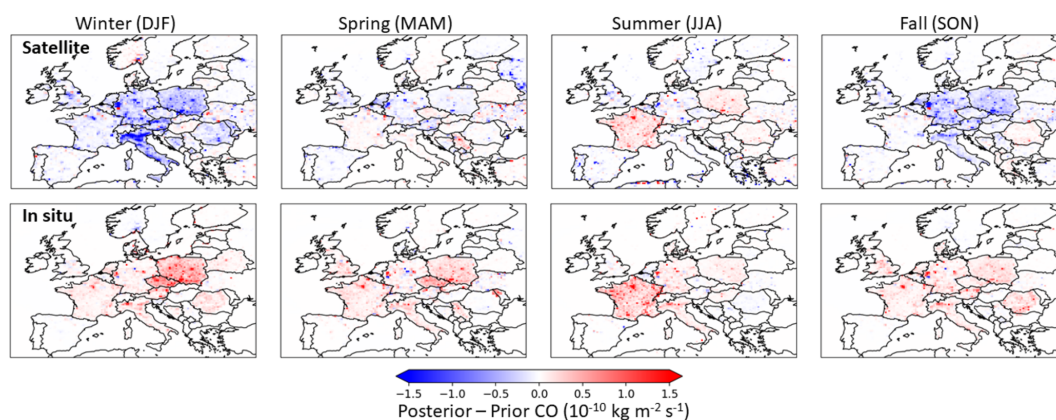 Winter (DJF) Spring (MAM) Summer (JJA) Fall (SON)
Satellite
In situ
−1.5 −1.0 −0.5 0.0 0.5 1.0 1.5
Posterior – Prior CO (10⁻¹⁰ kg m⁻² s⁻¹)